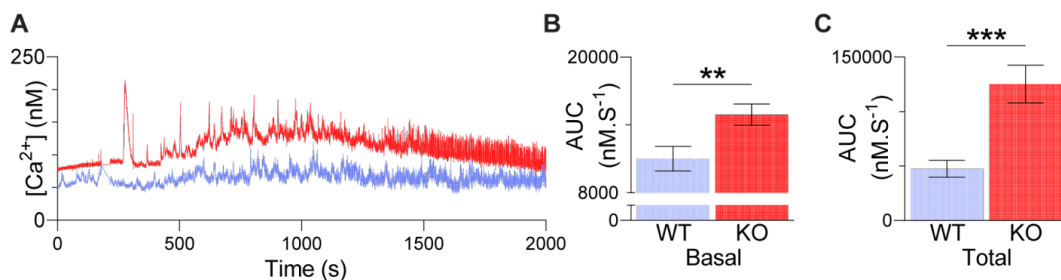 A
250
[Ca²⁺] (nM)
0
0
500
1000
1500
2000
Time (s)
B
20000
**
AUC
(nM.S⁻¹)
8000
0
WT
KO
Basal
C
150000
***
AUC
(nM.S⁻¹)
0
WT
KO
Total